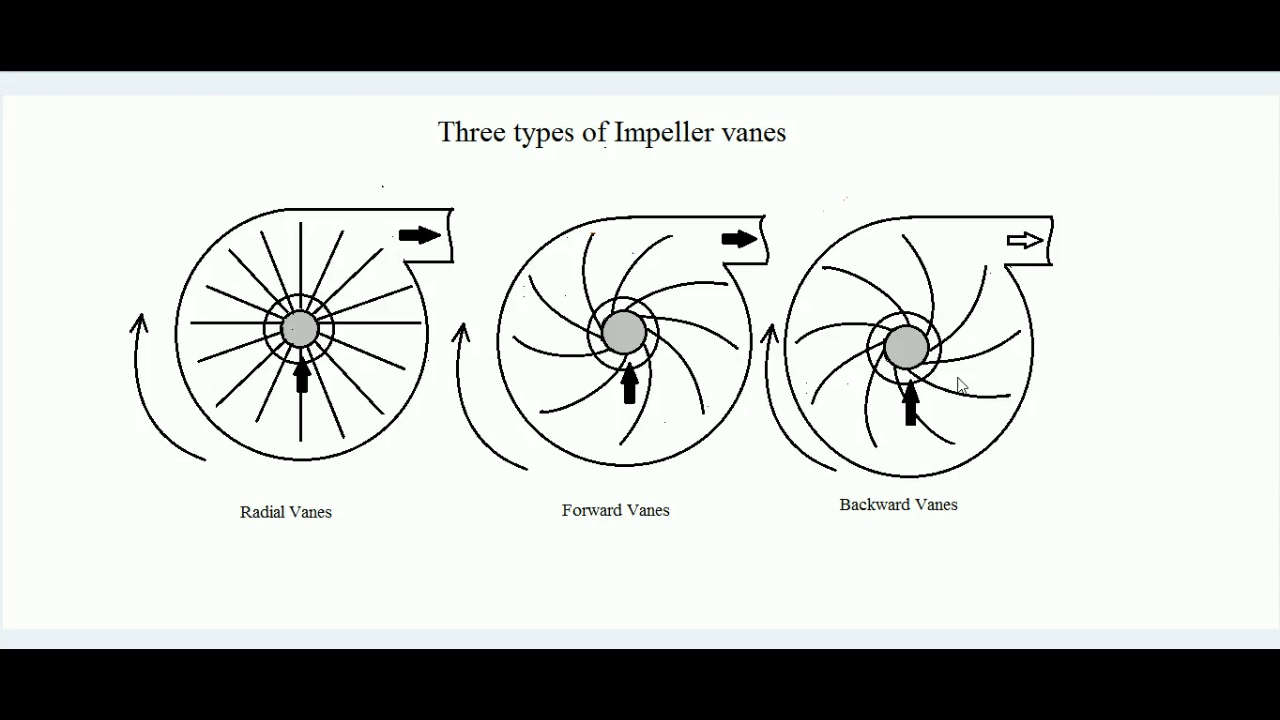 Three types of Impeller vanes
Radial Vanes
Forward Vanes
Backward Vanes